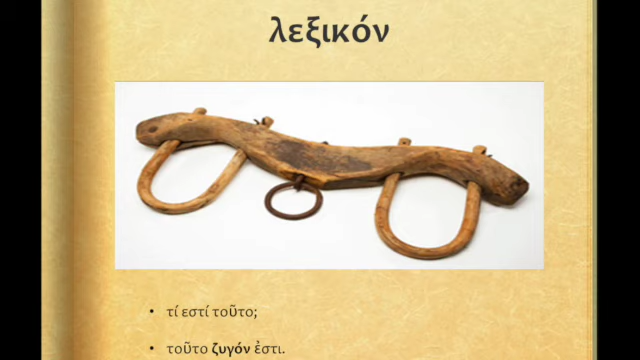 λεξικόν
• τί εστί τοῦτο;
• τοῦτο ζυγόν ἐστι.